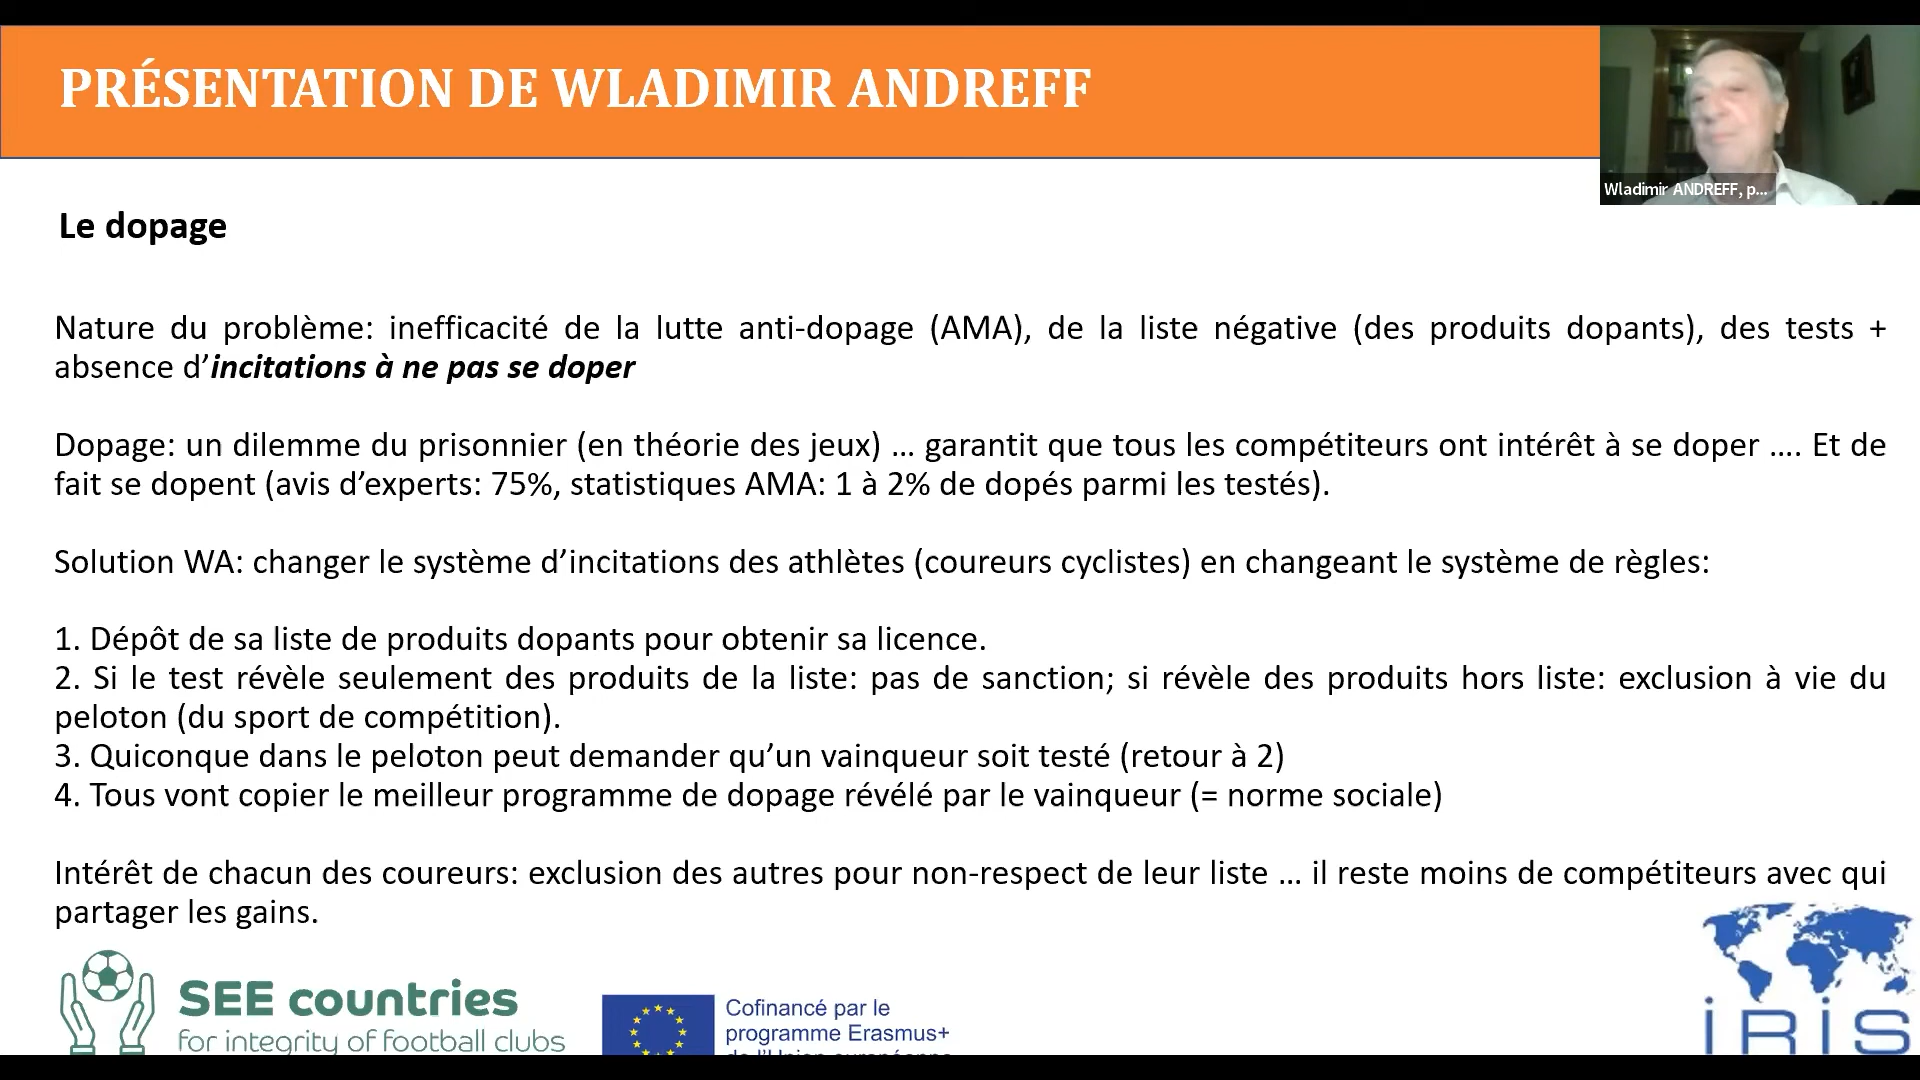 PRÉSENTATION DE WLADIMIR ANDREFF
Wladimir ANDREFF, p...
Le dopage
Nature du problème: inefficacité de la lutte anti-dopage (AMA), de la liste négative (des produits dopants), des tests +
absence d’incitations à ne pas se doper
Dopage: un dilemme du prisonnier (en théorie des jeux) … garantit que tous les compétiteurs ont intérêt à se doper …. Et de
fait se dopent (avis d’experts: 75%, statistiques AMA: 1 à 2% de dopés parmi les testés).
Solution WA: changer le système d’incitations des athlètes (coureurs cyclistes) en changeant le système de règles:
1. Dépôt de sa liste de produits dopants pour obtenir sa licence.
2. Si le test révèle seulement des produits de la liste: pas de sanction; si révèle des produits hors liste: exclusion à vie du
peloton (du sport de compétition).
3. Quiconque dans le peloton peut demander qu’un vainqueur soit testé (retour à 2)
4. Tous vont copier le meilleur programme de dopage révélé par le vainqueur (= norme sociale)
Intérêt de chacun des coureurs: exclusion des autres pour non-respect de leur liste … il reste moins de compétiteurs avec qui
partager les gains.
SEE countries
for integrity of football clubs
Cofinancé par le
programme Erasmus+
de l'Union européenne
iRiS